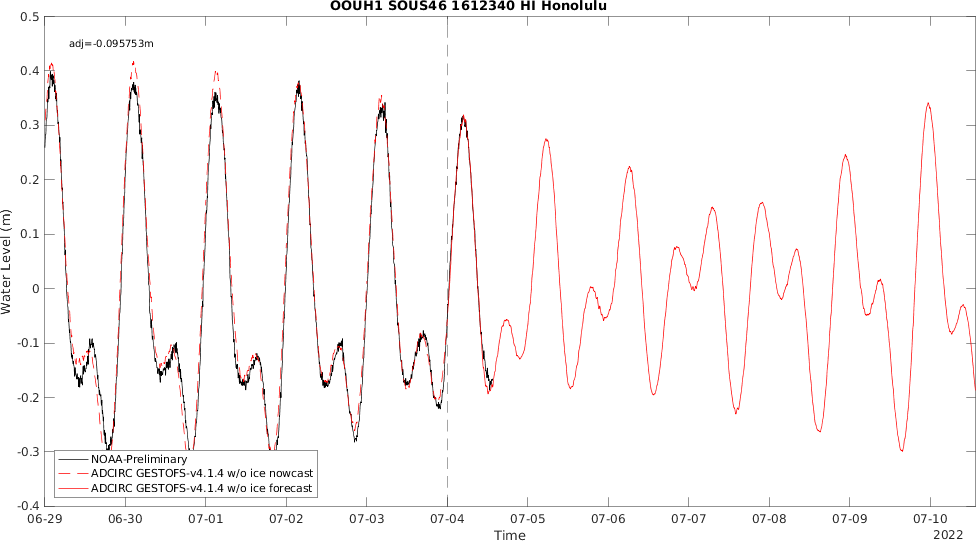 OOUH1 SOUS46 1612340 HI Honolulu
adj=-0.095753m
0.5
0.4
0.3
0.2
0.1
0
-0.1
-0.2
-0.3
-0.4
Water Level (m)
NOAA-Preliminary
ADCIRC GESTOFS-v4.1.4 w/o ice nowcast
ADCIRC GESTOFS-v4.1.4 w/o ice forecast
06-29 06-30 07-01 07-02 07-03 07-04 07-05 07-06 07-07 07-08 07-09 07-10
Time
2022